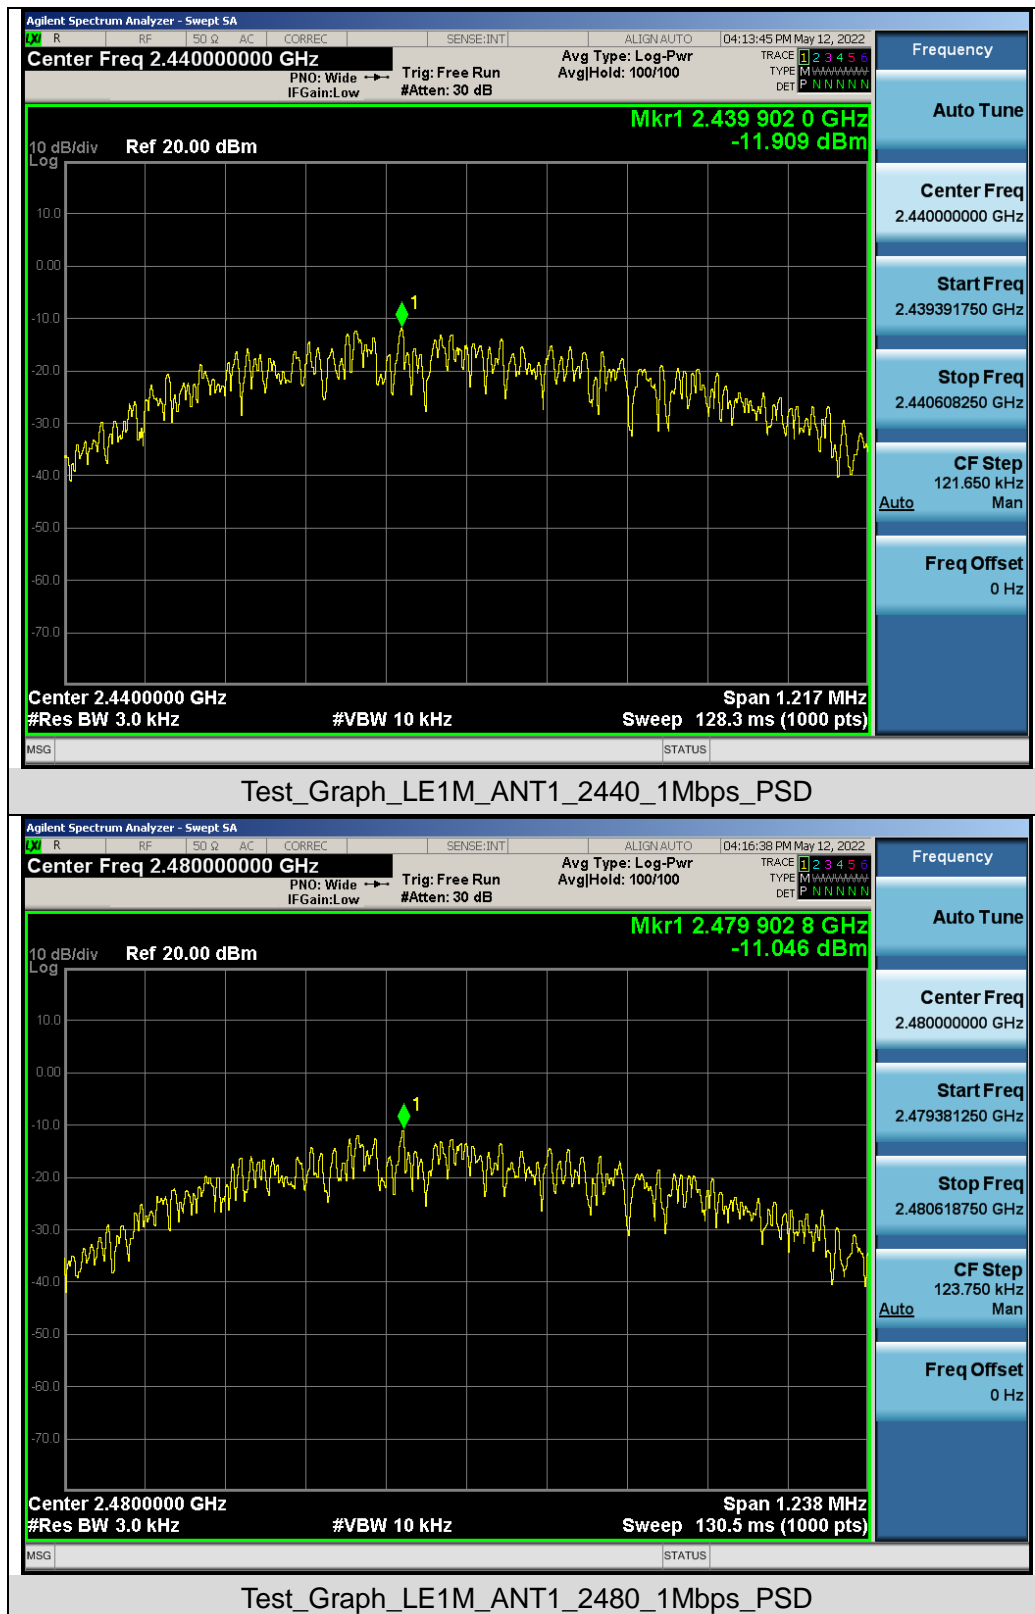 Agilent Spectrum Analyzer - Swept SA
LXI R RF 50 Ω AC CORREC SENSE:INT ALIGN AUTO 04:13:45 PM May 12, 2022
Center Freq 2.440000000 GHz
PNO: Wide
IFGain:Low
Trig: Free Run
#Atten: 30 dB
Avg Type: Log-Pwr
Avg|Hold: 100/100
TRACE 1 2 3 4 5 6
TYPE M
DET P N N N N N
Mkr1 2.439 902 0 GHz
-11.909 dBm
10 dB/div Ref 20.00 dBm
Log
10.0
0.00
-10.0
-20.0
-30.0
-40.0
-50.0
-60.0
-70.0
1
Center 2.4400000 GHz Span 1.217 MHz
#Res BW 3.0 kHz #VBW 10 kHz Sweep 128.3 ms (1000 pts)
MSG STATUS
Frequency
Auto Tune
Center Freq
2.440000000 GHz
Start Freq
2.439391750 GHz
Stop Freq
2.440608250 GHz
CF Step
121.650 kHz
Auto Man
Freq Offset
0 Hz
Test_Graph_LE1M_ANT1_2440_1Mbps_PSD
Agilent Spectrum Analyzer - Swept SA
LXI R RF 50 Ω AC CORREC SENSE:INT ALIGN AUTO 04:16:38 PM May 12, 2022
Center Freq 2.480000000 GHz
PNO: Wide
IFGain:Low
Trig: Free Run
#Atten: 30 dB
Avg Type: Log-Pwr
Avg|Hold: 100/100
TRACE 1 2 3 4 5 6
TYPE M
DET P N N N N N
Mkr1 2.479 902 8 GHz
-11.046 dBm
10 dB/div Ref 20.00 dBm
Log
10.0
0.00
-10.0
-20.0
-30.0
-40.0
-50.0
-60.0
-70.0
1
Center 2.4800000 GHz Span 1.238 MHz
#Res BW 3.0 kHz #VBW 10 kHz Sweep 130.5 ms (1000 pts)
MSG STATUS
Frequency
Auto Tune
Center Freq
2.480000000 GHz
Start Freq
2.479381250 GHz
Stop Freq
2.480618750 GHz
CF Step
123.750 kHz
Auto Man
Freq Offset
0 Hz
Test_Graph_LE1M_ANT1_2480_1Mbps_PSD